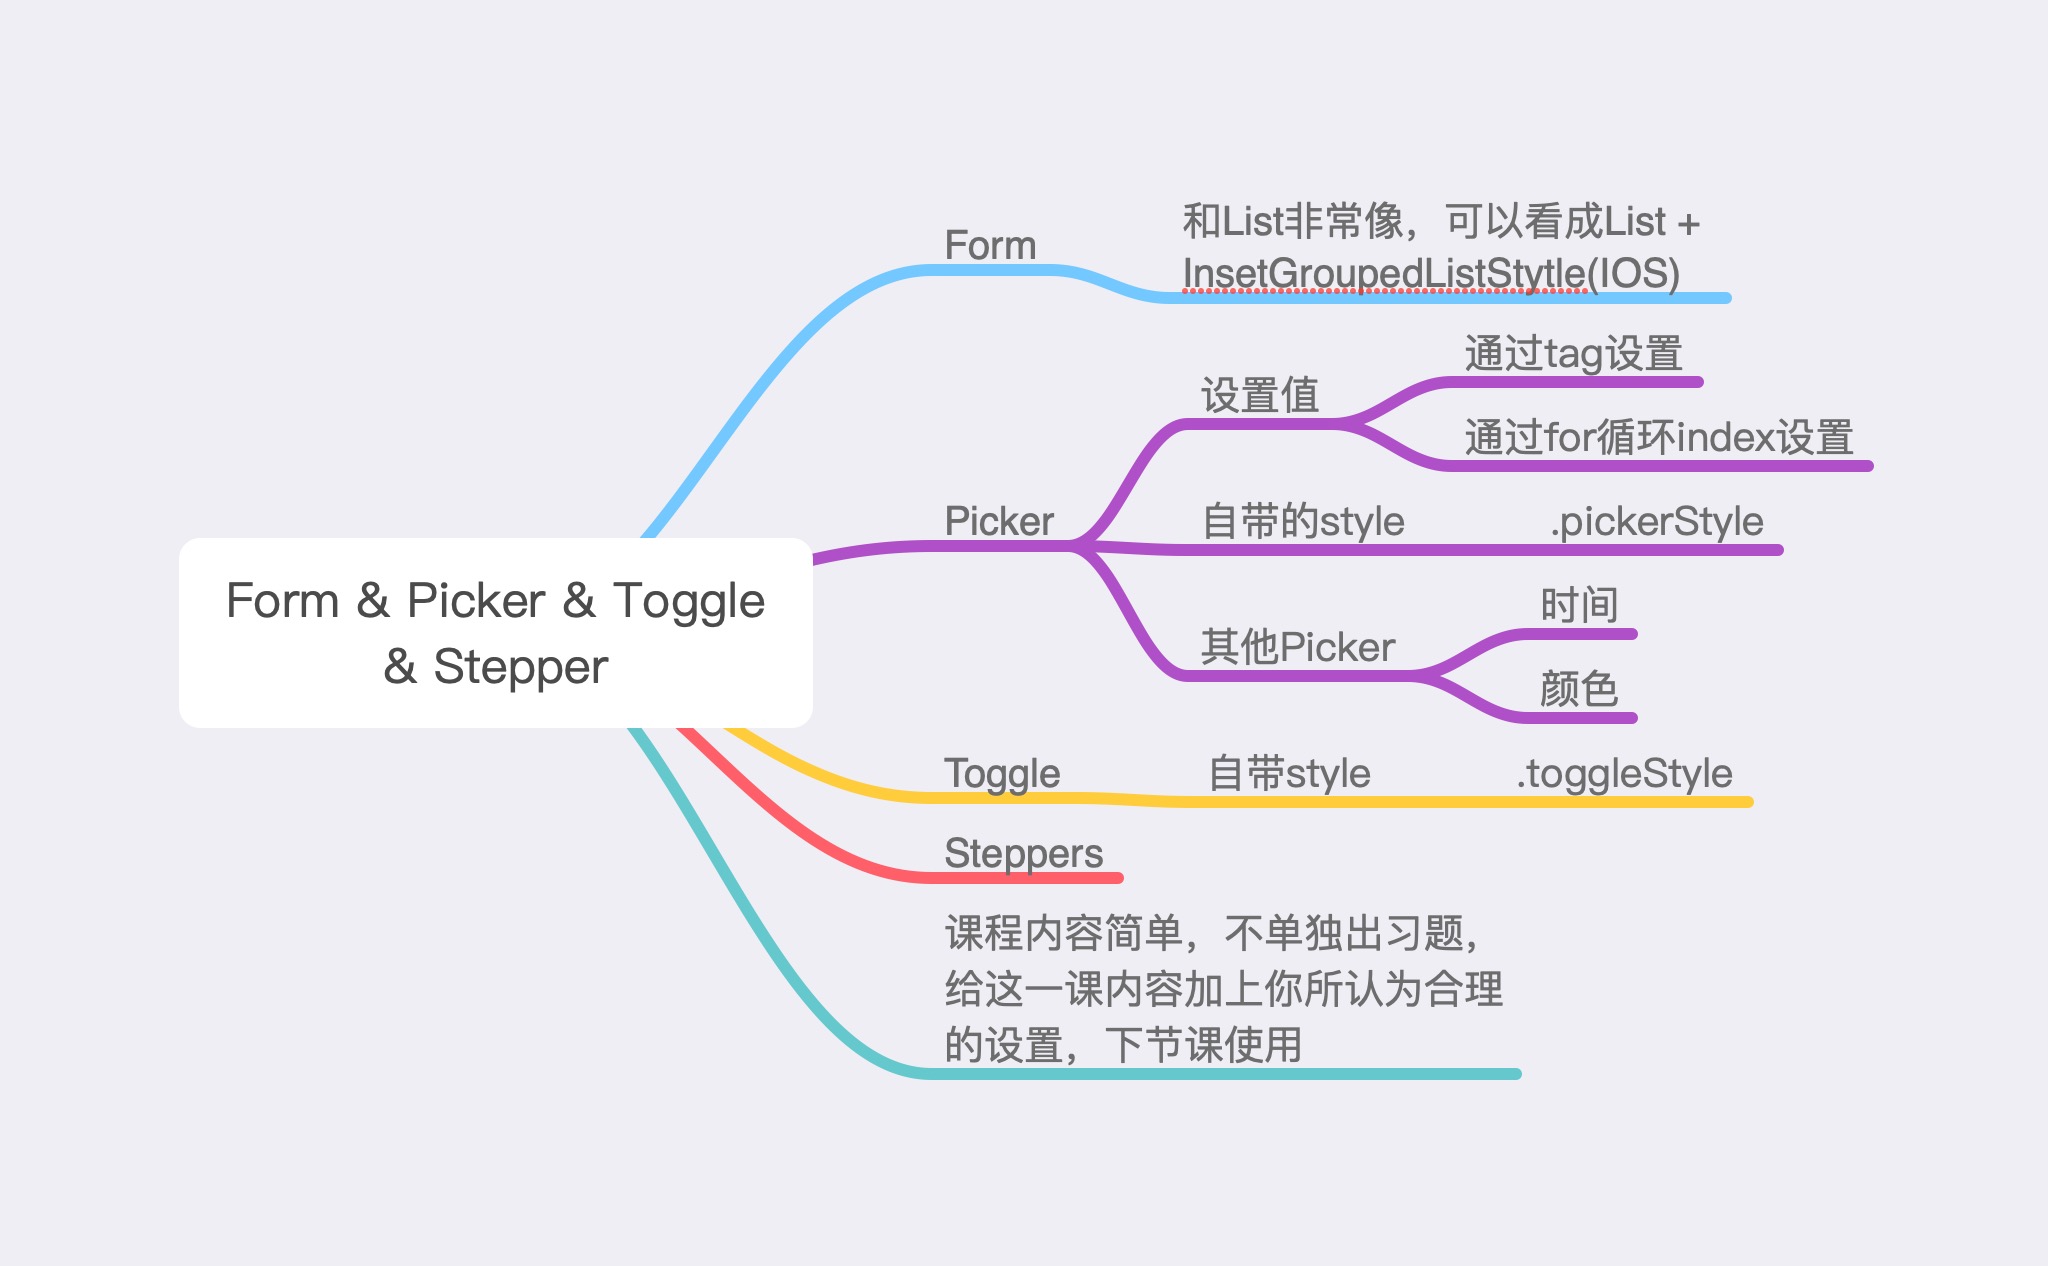 Form & Picker & Toggle
& Stepper
Form
和List非常像，可以看成List +
InsetGroupedListStytle(IOS)
Picker
设置值
通过tag设置
通过for循环index设置
自带的style
.pickerStyle
其他Picker
时间
颜色
Toggle
自带style
.toggleStyle
Steppers
课程内容简单，不单独出习题，
给这一课内容加上你所认为合理
的设置，下节课使用